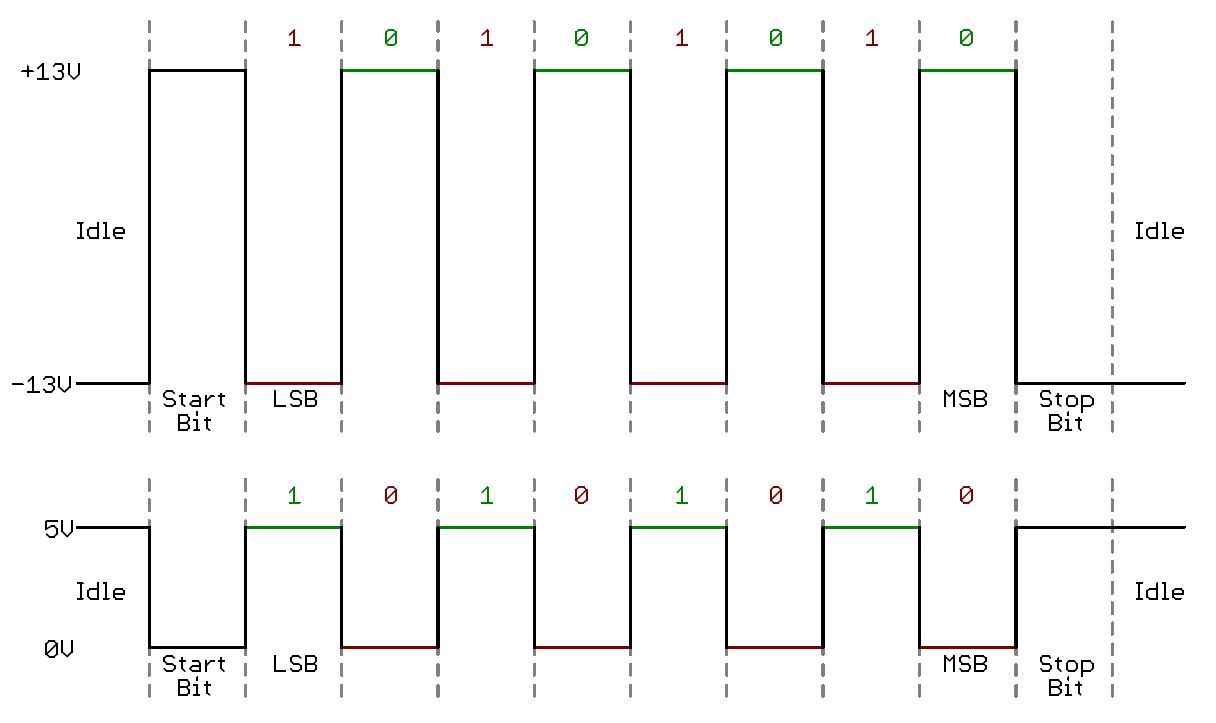 1 0 1 0 1 0 1 0
+13V
Idle Idle
-13V
Start LSB MSB Stop
Bit Bit
1 0 1 0 1 0 1 0
5V
Idle Idle
0V
Start LSB MSB Stop
Bit Bit